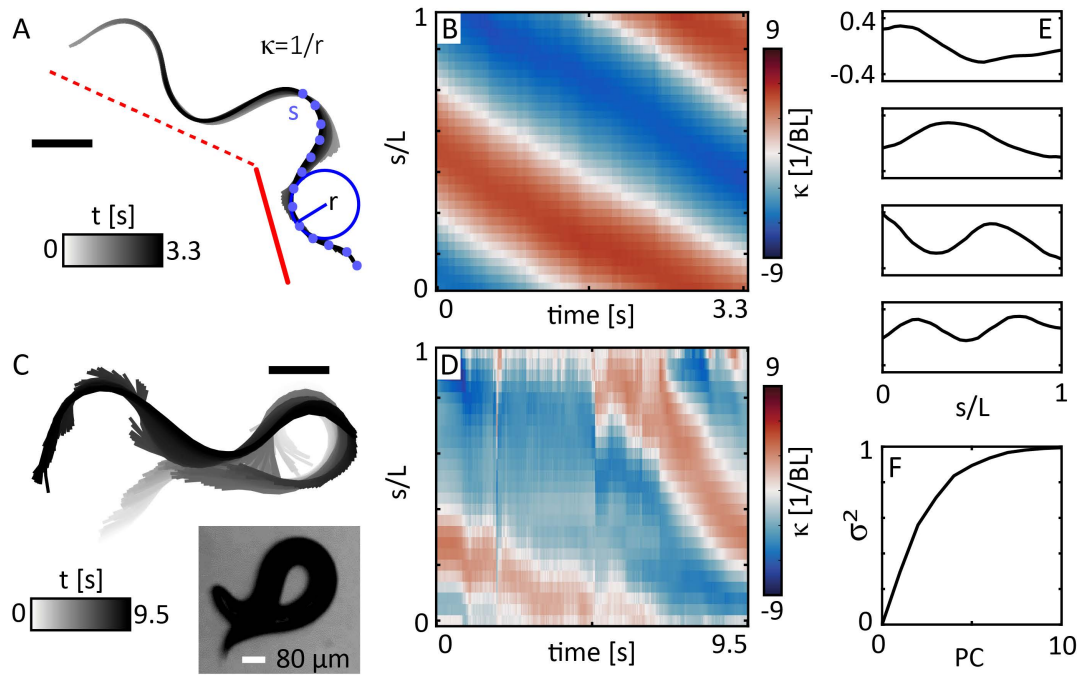 A
κ=1/r
s
r
t [s]
0
3.3
B
1
s/L
0
0
3.3
time [s]
9
κ [1/BL]
-9
E
0.4
-0.4
0
1
s/L
C
t [s]
0
9.5
80 μm
D
1
s/L
0
0
9.5
time [s]
9
κ [1/BL]
-9
F
1
σ²
0
0
10
PC